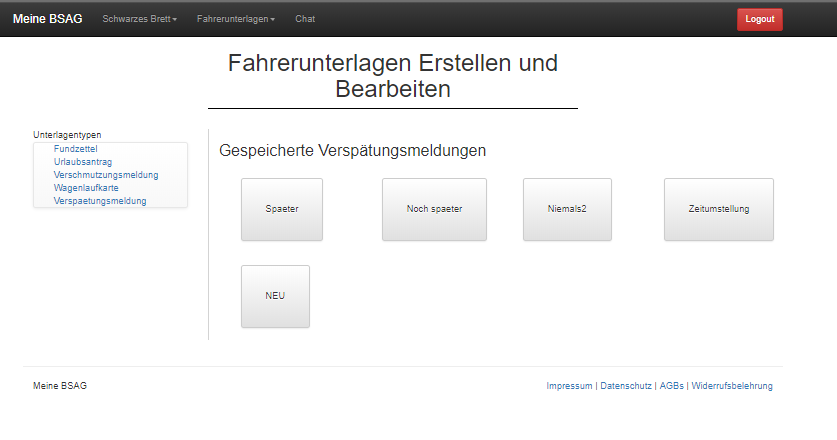 Meine BSAG Schwarzes Brett Fahrerunterlagen Chat Logout
Fahrerunterlagen Erstellen und
Bearbeiten
Unterlagentypen
Fundzettel
Urlaubsantrag
Verschmutzungsmeldung
Wagenlaufkarte
Verspaetungsmeldung
Gespeicherte Verspätungsmeldungen
Spaeter Noch spaeter Niemals2 Zeitumstellung
NEU
Meine BSAG Impressum | Datenschutz | AGBs | Widerrufsbelehrung